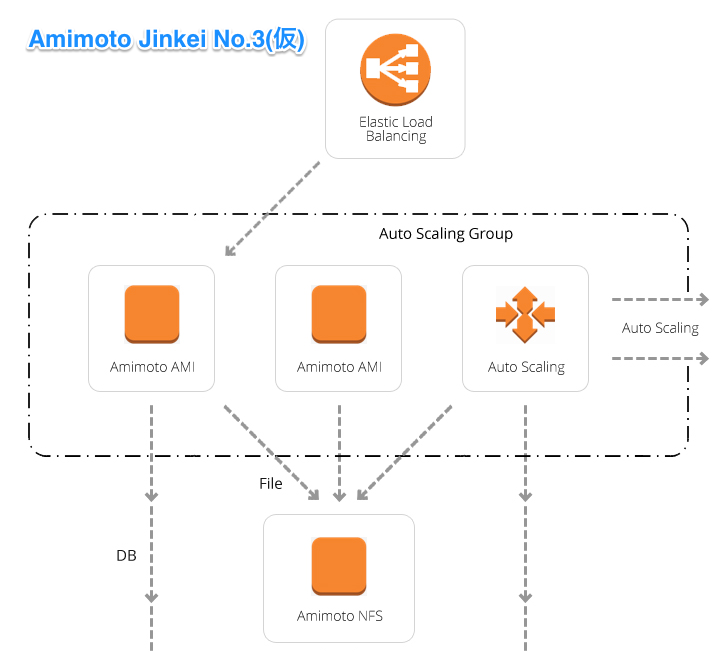 Amimoto Jinkei No.3(仮)
Elastic Load
Balancing
Auto Scaling Group
Amimoto AMI
Amimoto AMI
Auto Scaling
Auto Scaling
File
DB
Amimoto NFS